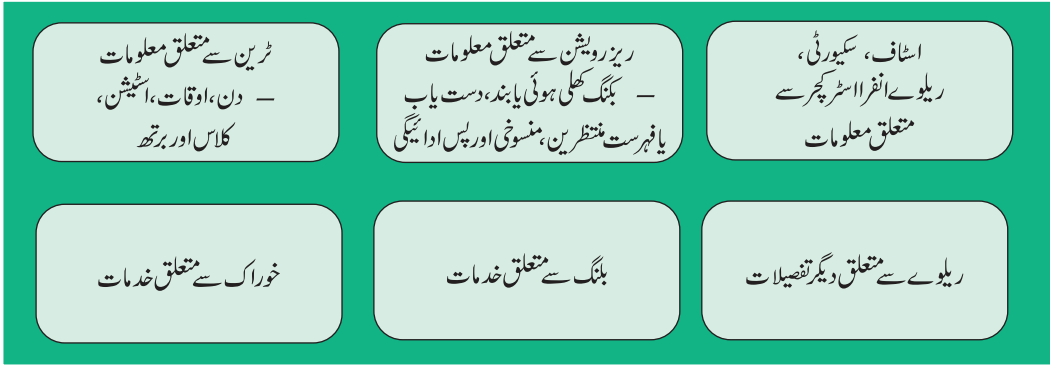 اسٹاف، سکیورٹی،
ریلوے انفرااسٹرکچر سے
متعلق معلومات
ریزرویشن سے متعلق معلومات
– بکنگ کھلی ہوئی یا بند، دست یاب
یا فہرست منتظرین، منسوخی اور پس ادائیگی
ٹرین سے متعلق معلومات
– دن، اوقات، اسٹیشن،
کلاس اور برتھ
ریلوے سے متعلق دیگر تفصیلات
بلنگ سے متعلق خدمات
خوراک سے متعلق خدمات